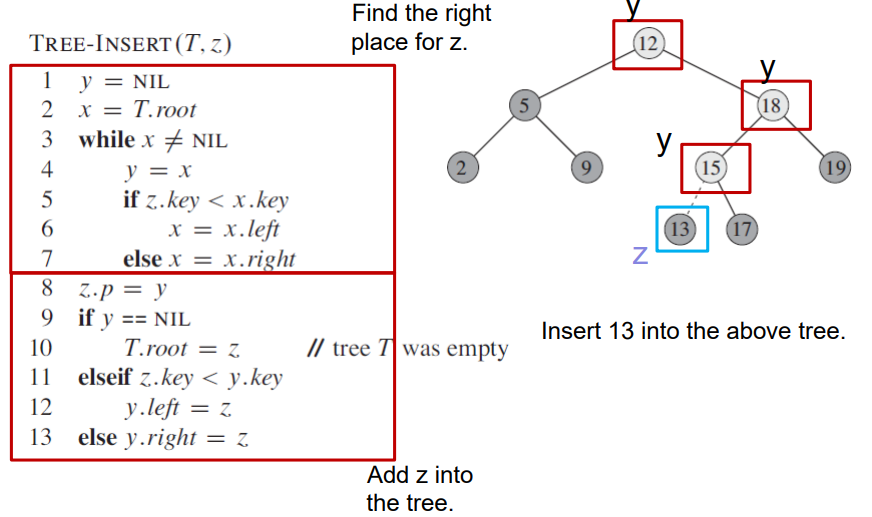 Find the right
place for z.
TREE-INSERT(T, z)
1 y = NIL
2 x = T.root
3 while x ≠ NIL
4 y = x
5 if z.key < x.key
6 x = x.left
7 else x = x.right
8 z.p = y
9 if y == NIL
10 T.root = z // tree T was empty
11 elseif z.key < y.key
12 y.left = z
13 else y.right = z
Add z into
the tree.
y
12
y
5
18
y
2
9
15
19
13
17
z
Insert 13 into the above tree.